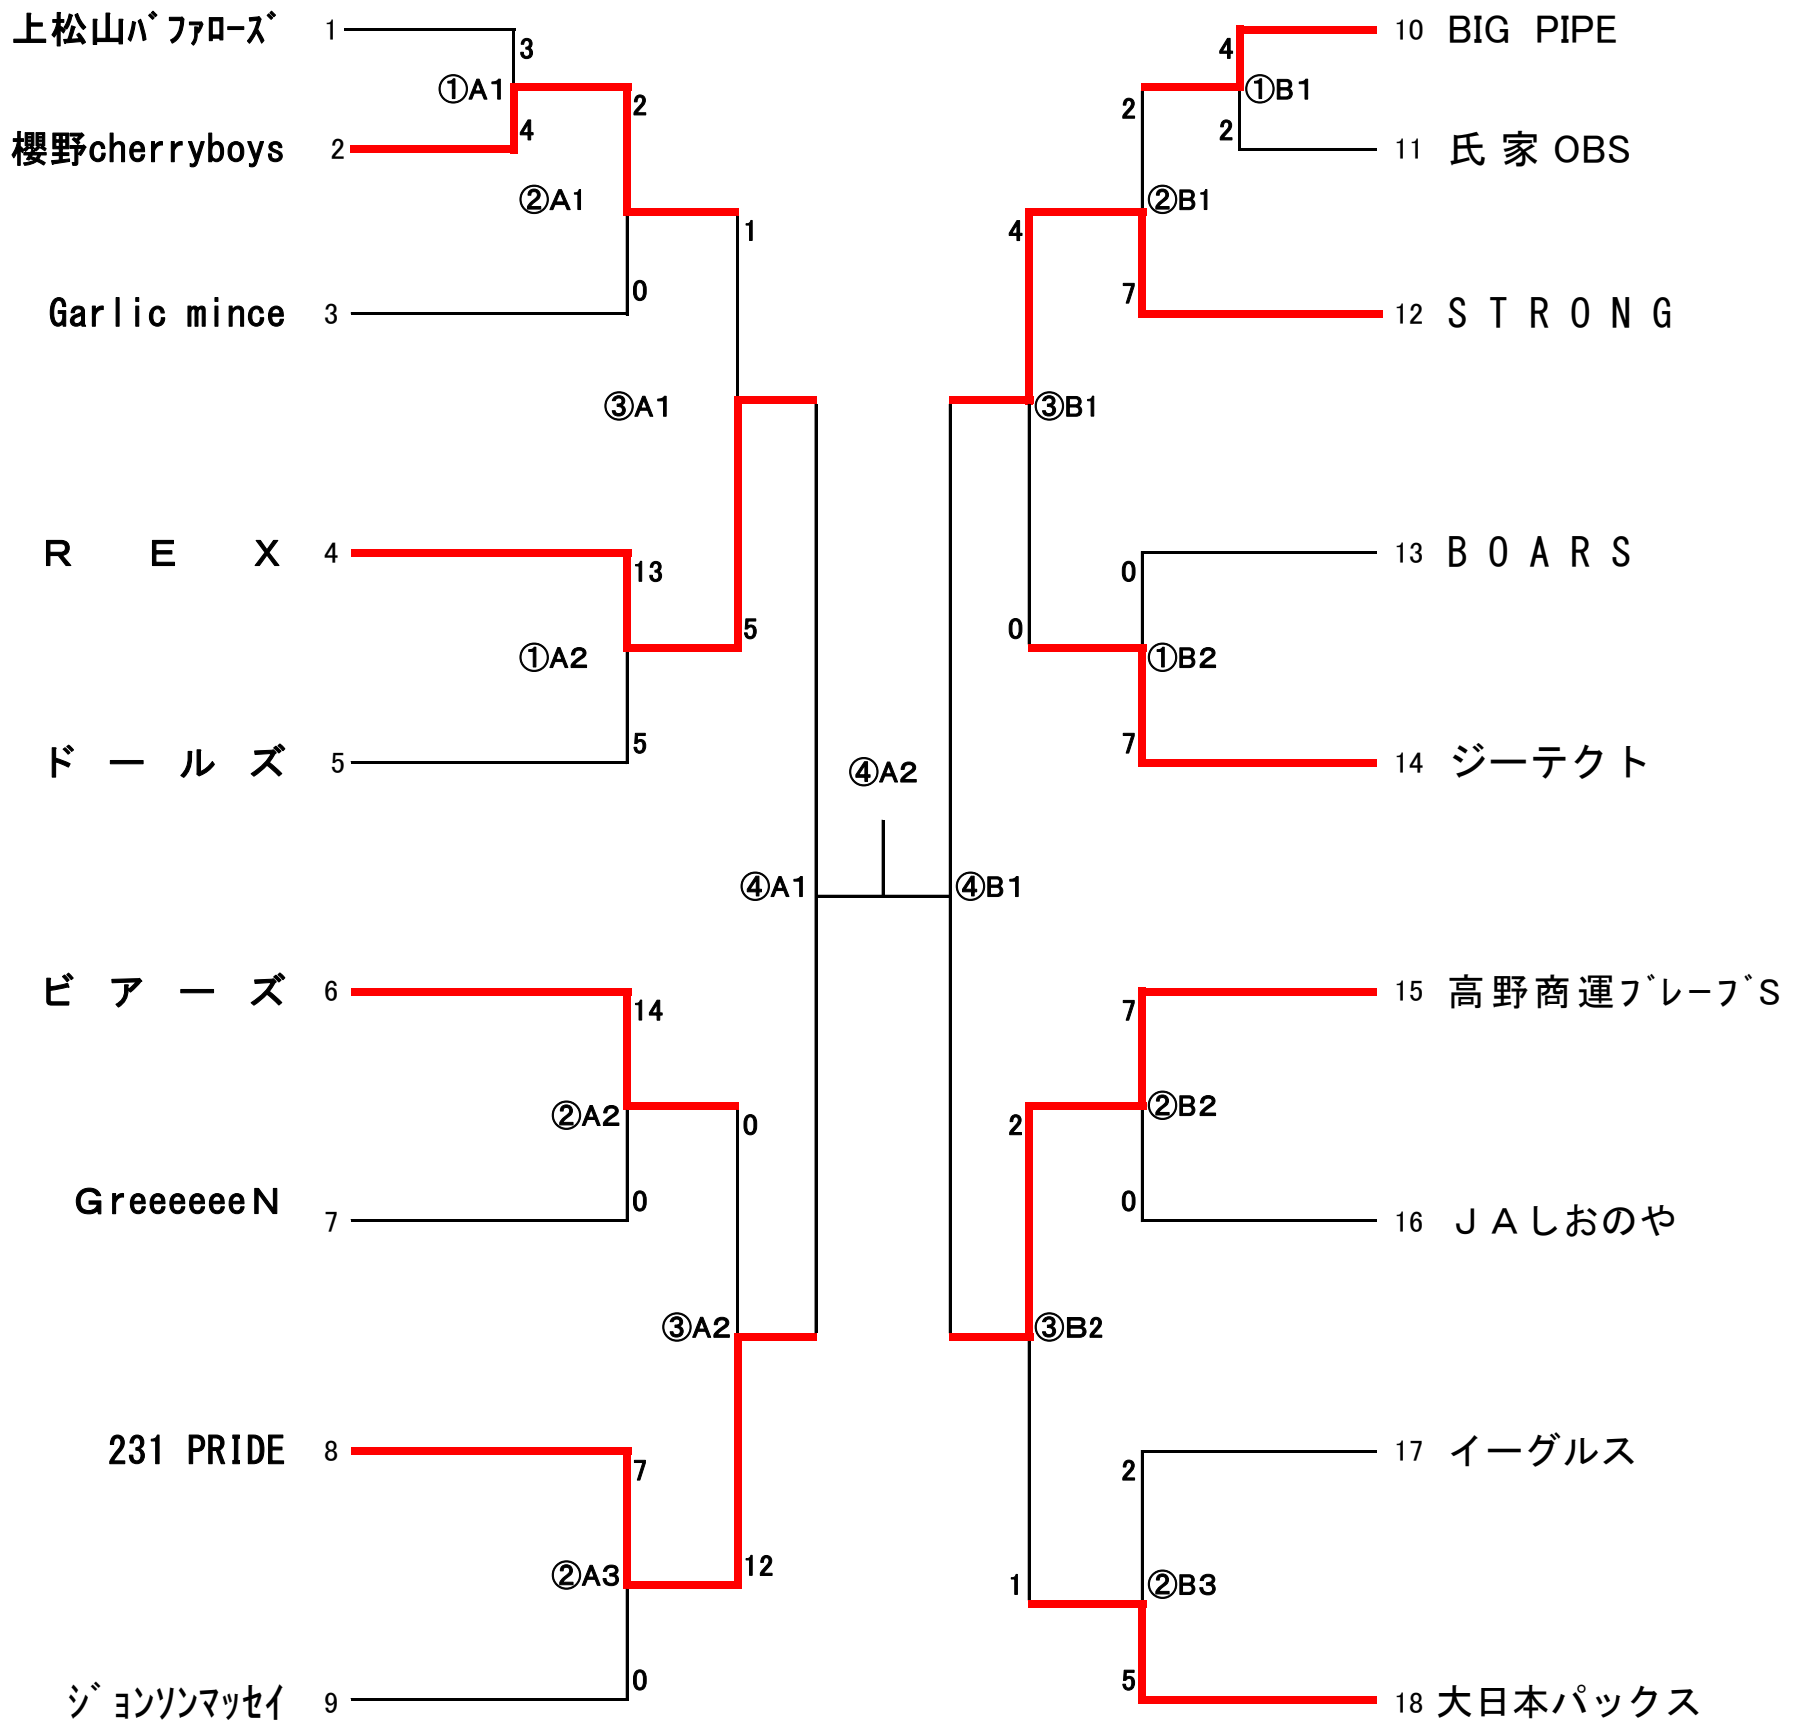 上松山ﾊﾞﾌｧﾛｰｽﾞ 1
3
①A1
4
2
櫻野cherryboys 2
②A1
1
0
Garlic mince 3
③A1
R E X 4
13
5
①A2
5
ドールズ 5
④A2
④A1
④B1
ビアーズ 6
14
②A2
0
0
GreeeeeeN 7
③A2
231 PRIDE 8
7
②A3
12
0
ｼﾞｮﾝソンマッセイ 9
10 BIG PIPE
4
①B1
2
2
11 氏家OBS
②B1
4
7
12 STRONG
③B1
13 BOARS
0
0
①B2
7
14 ジーテクト
15 高野商運ﾌﾞﾚｰﾌﾞS
7
②B2
2
0
16 JAしおのや
③B2
17 イーグルス
2
②B3
1
5
18 大日本パックス